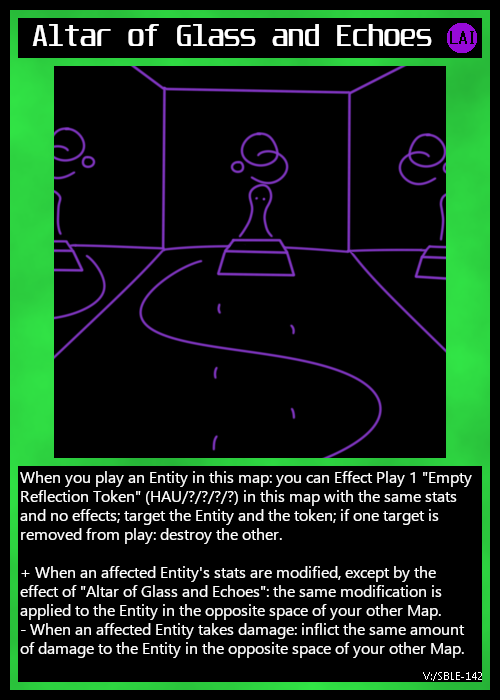 Altar of Glass and Echoes
LAI
When you play an Entity in this map: you can Effect Play 1 "Empty
Reflection Token" (HAU/?/?/?/?) in this map with the same stats
and no effects; target the Entity and the token; if one target is
removed from play: destroy the other.
+ When an affected Entity's stats are modified, except by the
effect of "Altar of Glass and Echoes": the same modification is
applied to the Entity in the opposite space of your other Map.
- When an affected Entity takes damage: inflict the same amount
of damage to the Entity in the opposite space of your other Map.
V:/SBLE-142